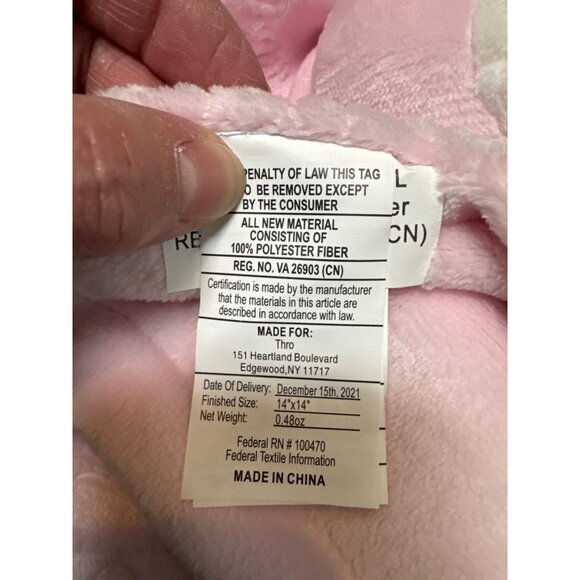 PENALTY OF LAW THIS TAG
BE REMOVED EXCEPT
BY THE CONSUMER
ALL NEW MATERIAL
CONSISTING OF
100% POLYESTER FIBER
REG. NO. VA 26903 (CN)
Certification is made by the manufacturer
that the materials in this article are
described in accordance with law.
MADE FOR:
Thro
151 Heartland Boulevard
Edgewood,NY 11717
Date Of Delivery: December 15th, 2021
Finished Size: 14"x14"
Net Weight: 0.48oz
Federal RN # 100470
Federal Textile Information
MADE IN CHINA
L
er
RE
CN)